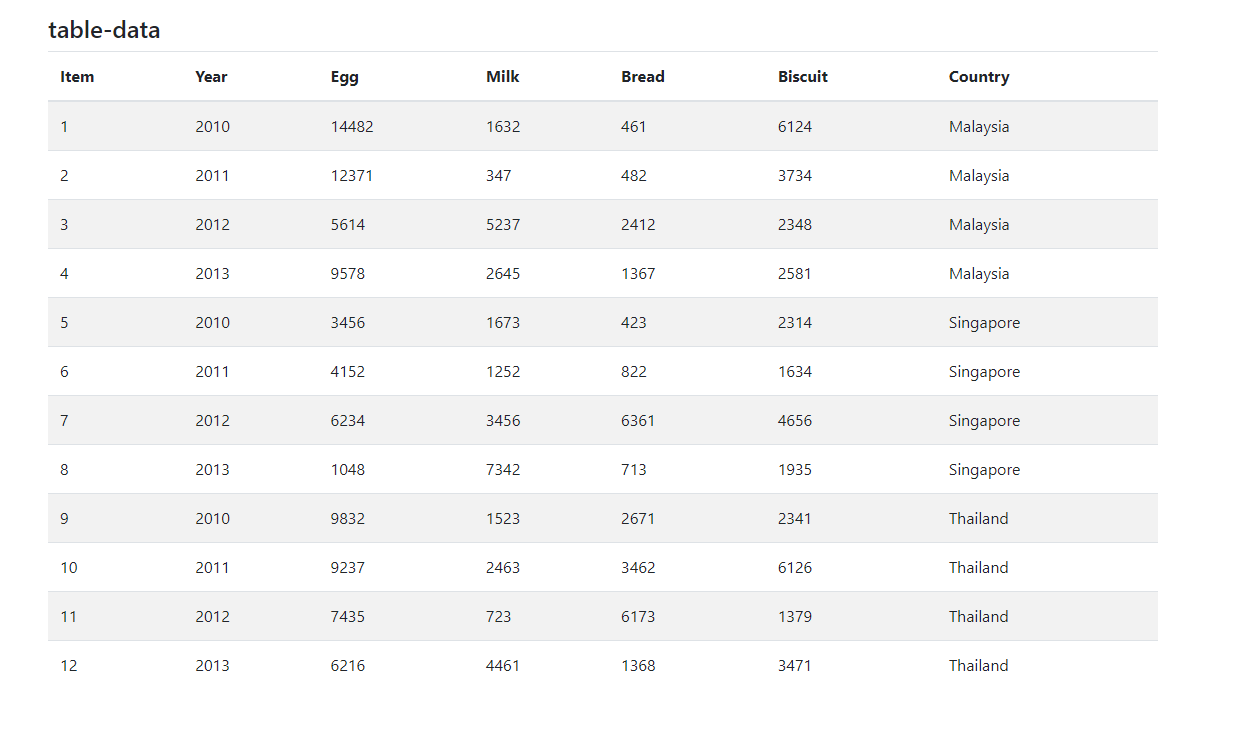 table-data
Item Year Egg Milk Bread Biscuit Country
1 2010 14482 1632 461 6124 Malaysia
2 2011 12371 347 482 3734 Malaysia
3 2012 5614 5237 2412 2348 Malaysia
4 2013 9578 2645 1367 2581 Malaysia
5 2010 3456 1673 423 2314 Singapore
6 2011 4152 1252 822 1634 Singapore
7 2012 6234 3456 6361 4656 Singapore
8 2013 1048 7342 713 1935 Singapore
9 2010 9832 1523 2671 2341 Thailand
10 2011 9237 2463 3462 6126 Thailand
11 2012 7435 723 6173 1379 Thailand
12 2013 6216 4461 1368 3471 Thailand